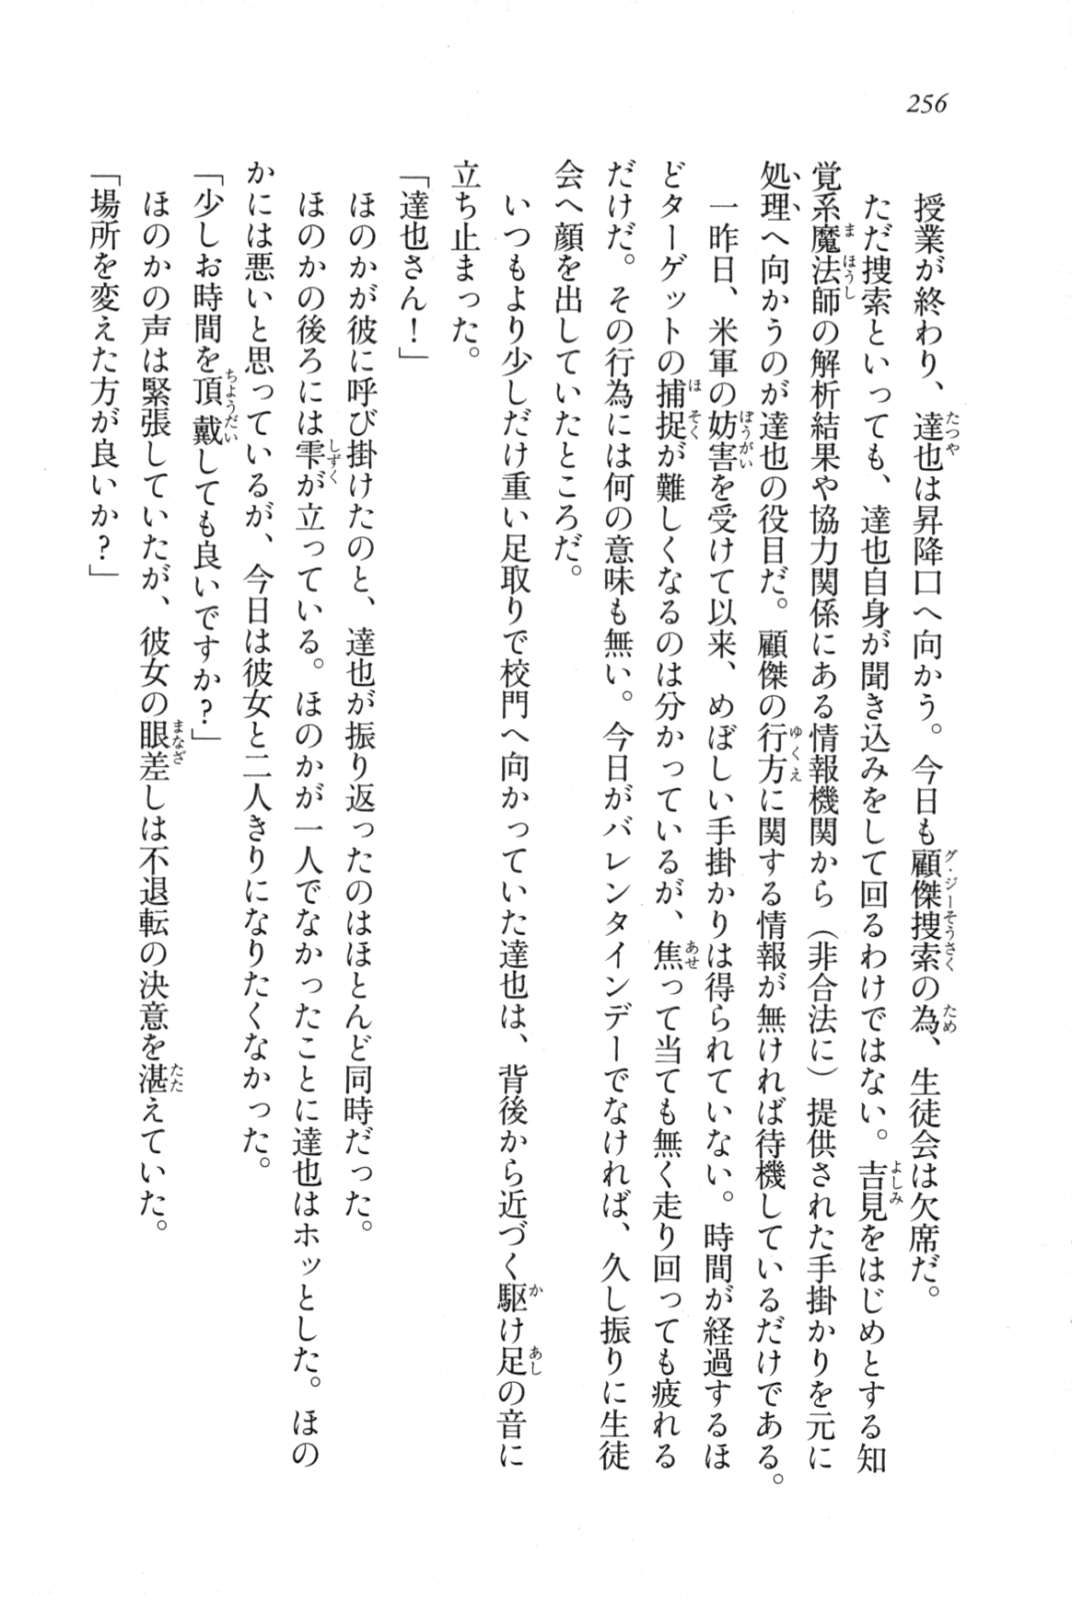 256
授業が終わり、達也は昇降口へ向かう。今日も顧傑捜索の為、生徒会は欠席だ。
ただ捜索といっても、達也自身が聞き込みをして回るわけではない。吉見をはじめとする知
覚系魔法師の解析結果や協力関係にある情報機関から（非合法に）提供された手掛かりを元に
処理へ向かうのが達也の役目だ。顧傑の行方に関する情報が無ければ待機しているだけである。
一昨日、米軍の妨害を受けて以来、めぼしい手掛かりは得られていない。時間が経過するほ
どターゲットの捕捉が難しくなるのは分かっているが、焦って当ても無く走り回っても疲れる
だけだ。その行為には何の意味も無い。今日がバレンタインデーでなければ、久し振りに生徒
会へ顔を出していたところだ。
いつもより少しだけ重い足取りで校門へ向かっていた達也は、背後から近づく駆け足の音に
立ち止まった。
「達也さん！」
ほのかが彼に呼び掛けたのと、達也が振り返ったのはほとんど同時だった。
ほのかの後ろには雫が立っている。ほのかが一人でなかったことに達也はホッとした。ほの
かには悪いと思っているが、今日は彼女と二人きりになりたくなかった。
「少しお時間を頂戴しても良いですか？」
ほのかの声は緊張していたが、彼女の眼差しは不退転の決意を湛えていた。
「場所を変えた方が良いか？」